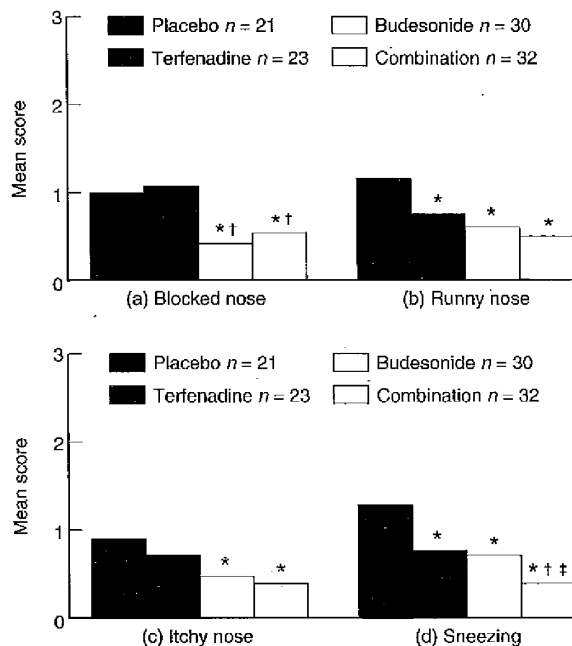 3
Placebo n = 21
Budesonide n = 30
Terfenadine n = 23
Combination n = 32
2
Mean score
1
*† *†
* * *
0
(a) Blocked nose
(b) Runny nose
3
Placebo n = 21
Budesonide n = 30
Terfenadine n = 23
Combination n = 32
2
Mean score
1
* *
* * *†‡
0
(c) Itchy nose
(d) Sneezing